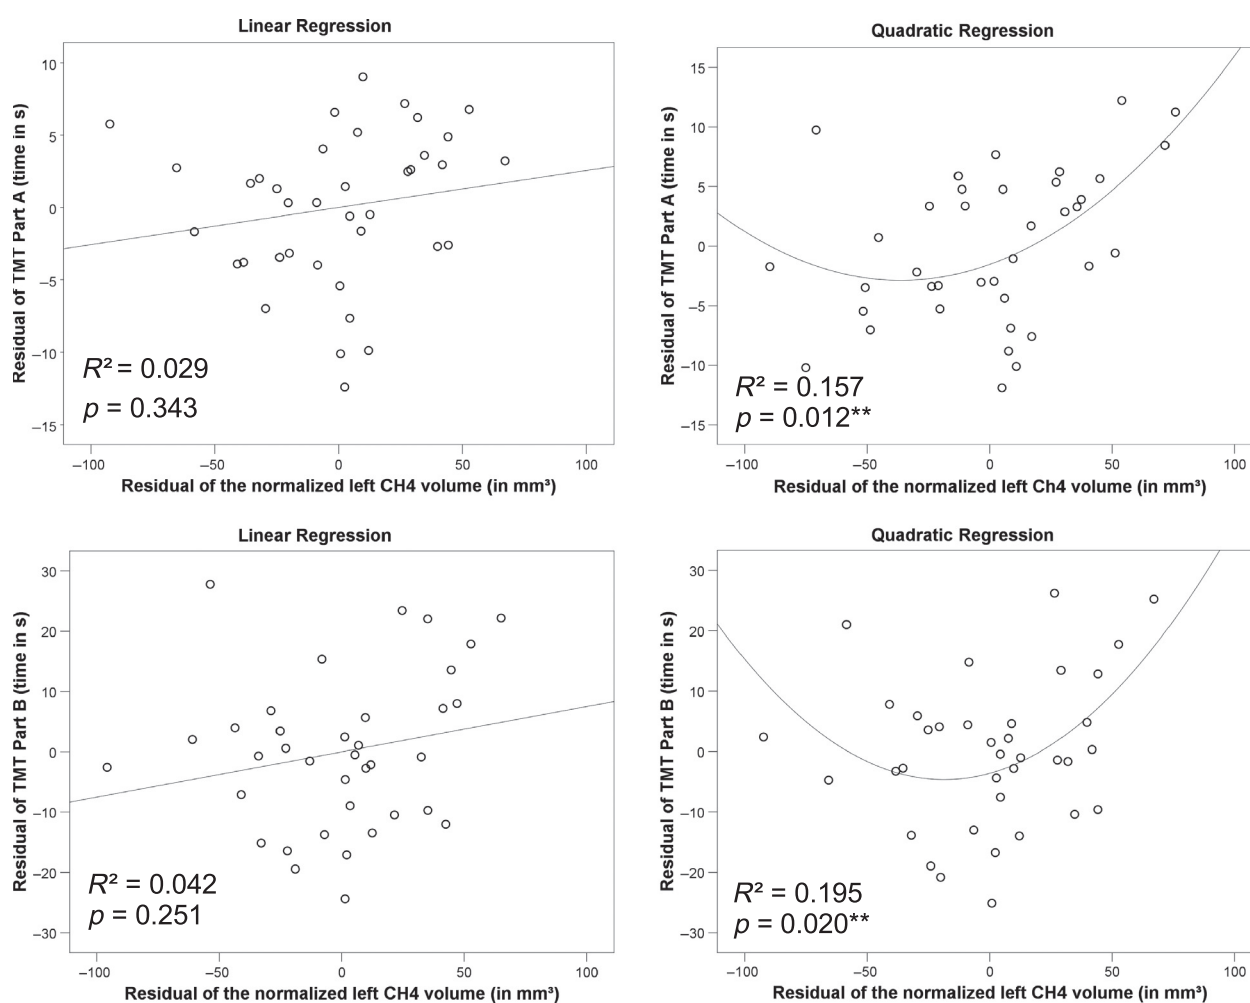 Linear Regression
Residual of TMT Part A (time in s)
10
5
0
–5
–10
–15
R² = 0.029
p = 0.343
–100
–50
0
50
100
Residual of the normalized left CH4 volume (in mm³)
Quadratic Regression
Residual of TMT Part A (time in s)
15
10
5
0
–5
–10
–15
R² = 0.157
p = 0.012**
–100
–50
0
50
100
Residual of the normalized left Ch4 volume (in mm³)
Linear Regression
Residual of TMT Part B (time in s)
30
20
10
0
–10
–20
–30
R² = 0.042
p = 0.251
–100
–50
0
50
100
Residual of the normalized left CH4 volume (in mm³)
Quadratic Regression
Residual of TMT Part B (time in s)
30
20
10
0
–10
–20
–30
R² = 0.195
p = 0.020**
–100
–50
0
50
100
Residual of the normalized left CH4 volume (in mm³)